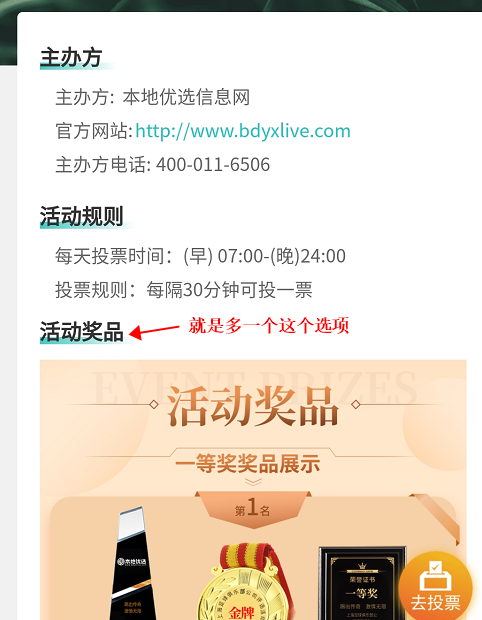 主办方
主办方: 本地优选信息网
官方网站:http://www.bdyxlive.com
主办方电话: 400-011-6506
活动规则
每天投票时间：(早) 07:00-(晚)24:00
投票规则：每隔30分钟可投一票
活动奖品
就是多一个这个选项
EVENT PRIZES
活动奖品
一等奖奖品展示
第1名
本地优选
荣誉证书
一等奖
金牌
去投票